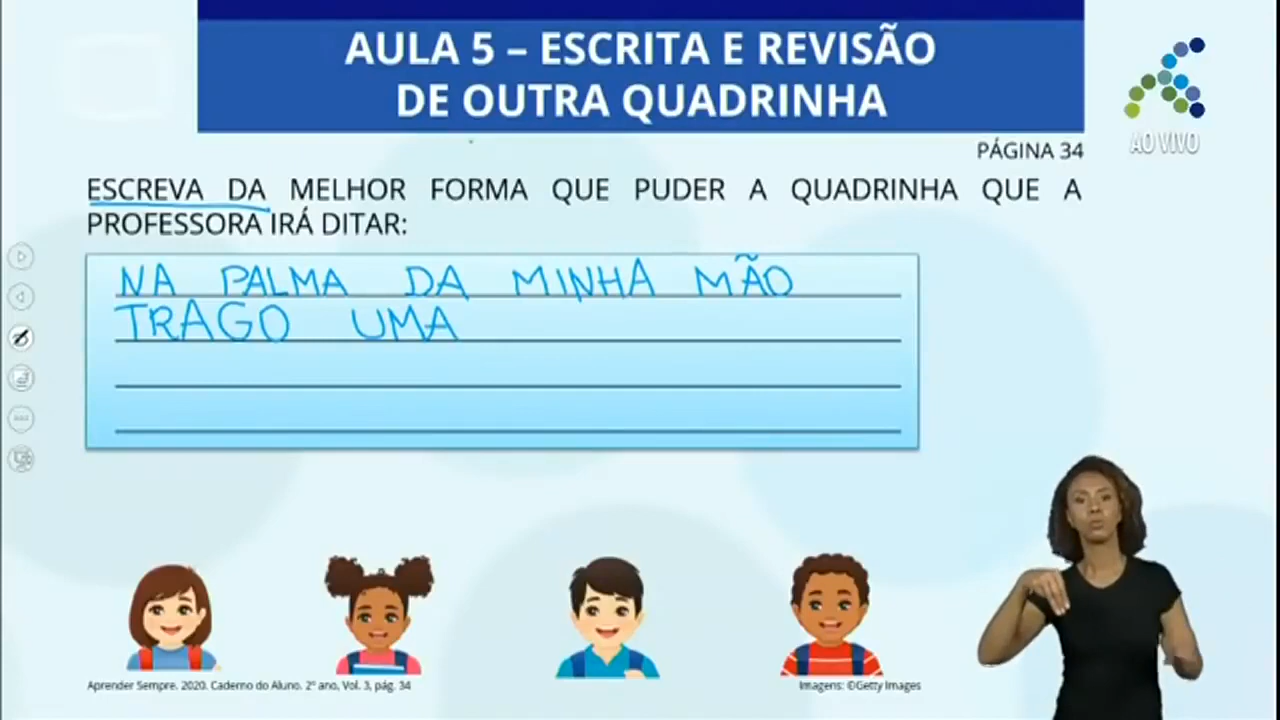 AULA 5 – ESCRITA E REVISÃO
DE OUTRA QUADRINHA
AO VIVO
PÁGINA 34
ESCREVA DA MELHOR FORMA QUE PUDER A QUADRINHA QUE A
PROFESSORA IRÁ DITAR:
NA PALMA DA MINHA MÃO
TRAGO UMA
Aprender Sempre. 2020. Caderno do Aluno. 2º ano, Vol. 3, pág. 34
Imagens: ©Getty Images